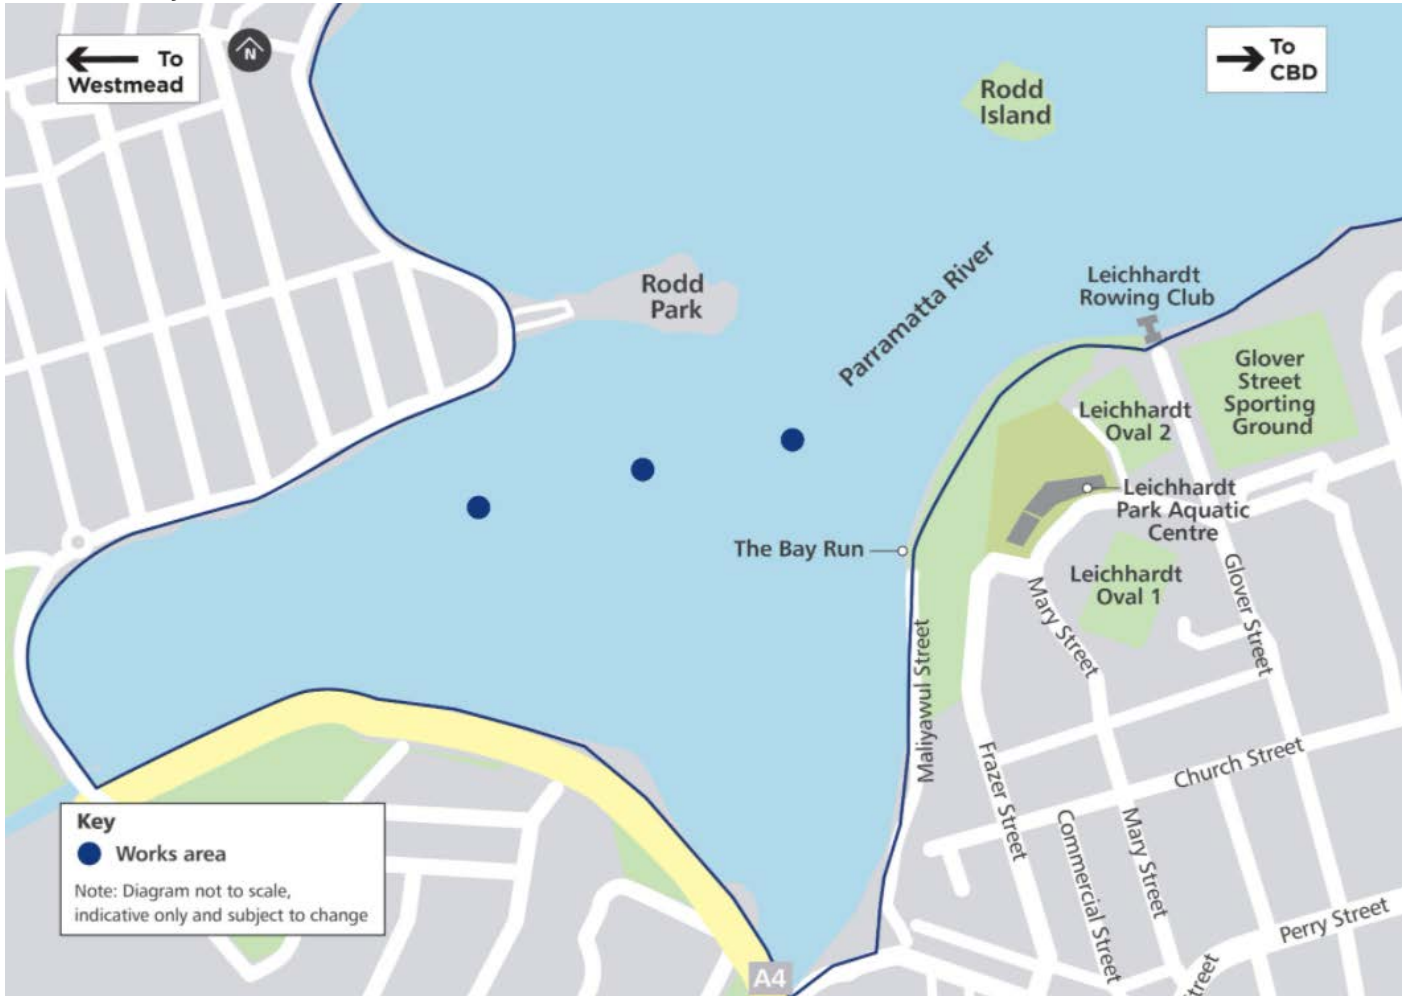 To
Westmead
N
To
CBD
Rodd
Island
Rodd
Park
Parramatta River
Leichhardt
Rowing Club
Glover
Street
Sporting
Ground
Leichhardt
Oval 2
Leichhardt
Park Aquatic
Centre
The Bay Run
Leichhardt
Oval 1
Mary Street
Glover Street
Maliyawul Street
Frazer Street
Church Street
Commercial Street
Mary Street
Perry Street
Street
A4
Key
Works area
Note: Diagram not to scale,
indicative only and subject to change